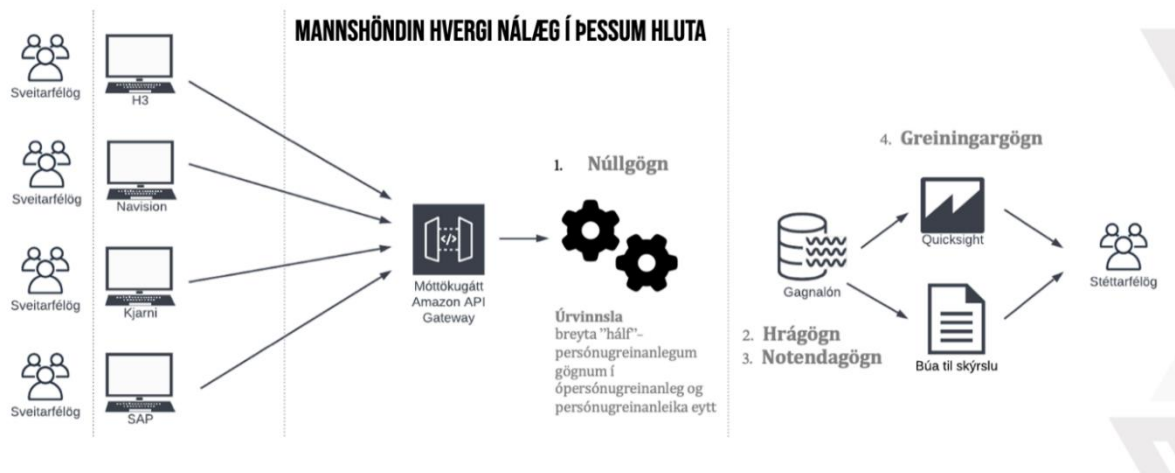 MANNSHÖNDIN HVERGI NÁLÆG Í ÞESSUM HLUTA
Sveitarfélög
H3
Sveitarfélög
Navision
Sveitarfélög
Kjarni
Sveitarfélög
SAP
</>
Móttökugátt
Amazon API
Gateway
1. Núllgögn
Úrvinnsla
breyta "hálf"-
persónugreinanlegum
gögnum í
ópersónugreinanleg og
persónugreinanleika eytt
Gagnalón
2. Hrágögn
3. Notendagögn
4. Greiningargögn
Quicksight
Búa til skýrslu
Stéttarfélög